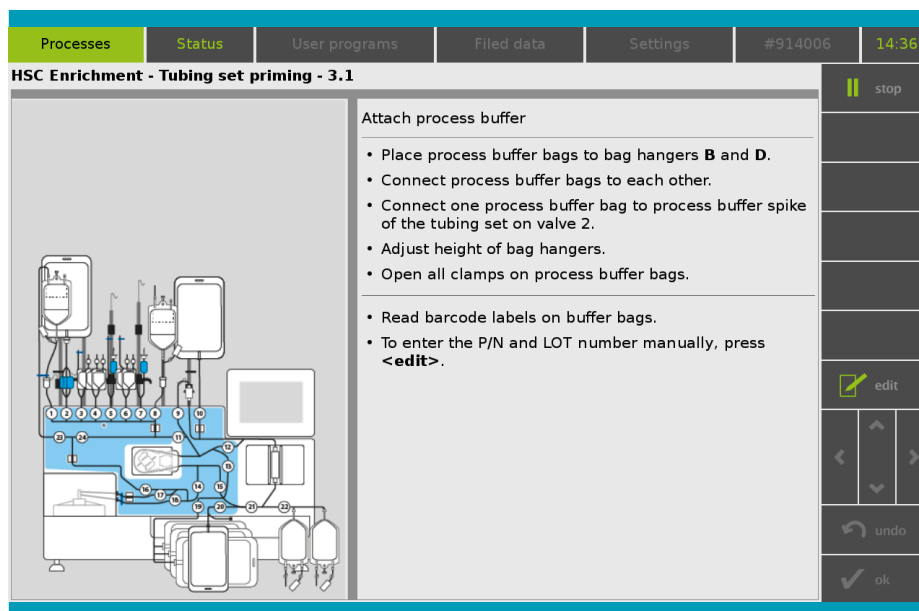 Processes
Status
User programs
Filed data
Settings
#914006
14:36
HSC Enrichment - Tubing set priming - 3.1
stop
Attach process buffer
• Place process buffer bags to bag hangers B and D.
• Connect process buffer bags to each other.
• Connect one process buffer bag to process buffer spike
of the tubing set on valve 2.
• Adjust height of bag hangers.
• Open all clamps on process buffer bags.
• Read barcode labels on buffer bags.
• To enter the P/N and LOT number manually, press
<edit>.
edit
undo
ok
1 2 3 4 5 6 7 8 9 10
23 24 11
12
13
16 17 18 14 15
19 20 21 22